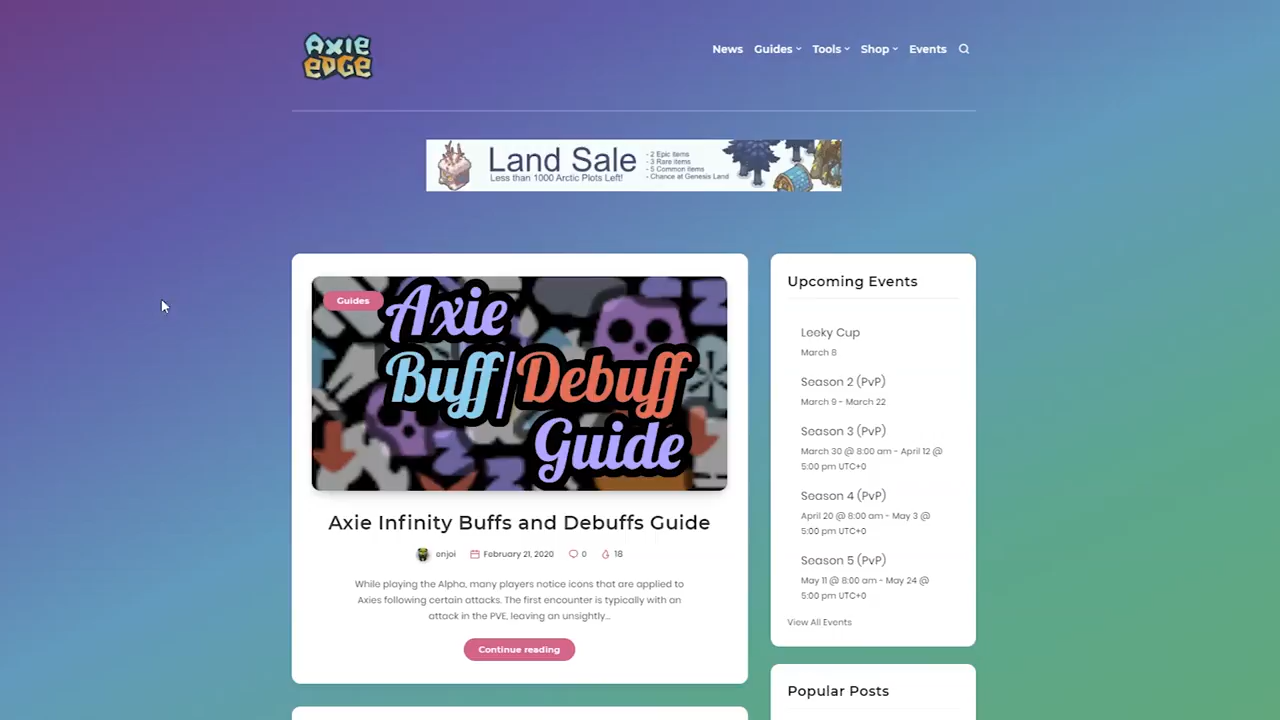 AXIE
EDGE
News Guides Tools Shop Events
Land Sale
Less than 1000 Arctic Plots Left!
- 2 Epic items
- 3 Rare items
- 5 Common items
- Chance at Genesis Land
Guides
Axie
Buff/Debuff
Guide
Axie Infinity Buffs and Debuffs Guide
onjoi February 21, 2020 0 18
While playing the Alpha, many players notice icons that are applied to
Axies following certain attacks. The first encounter is typically with an
attack in the PVE, leaving an unsightly...
Continue reading
Upcoming Events
Leeky Cup
March 8
Season 2 (PvP)
March 9 - March 22
Season 3 (PvP)
March 30 @ 8:00 am - April 12 @
5:00 pm UTC+0
Season 4 (PvP)
April 20 @ 8:00 am - May 3 @
5:00 pm UTC+0
Season 5 (PvP)
May 11 @ 8:00 am - May 24 @
5:00 pm UTC+0
View All Events
Popular Posts